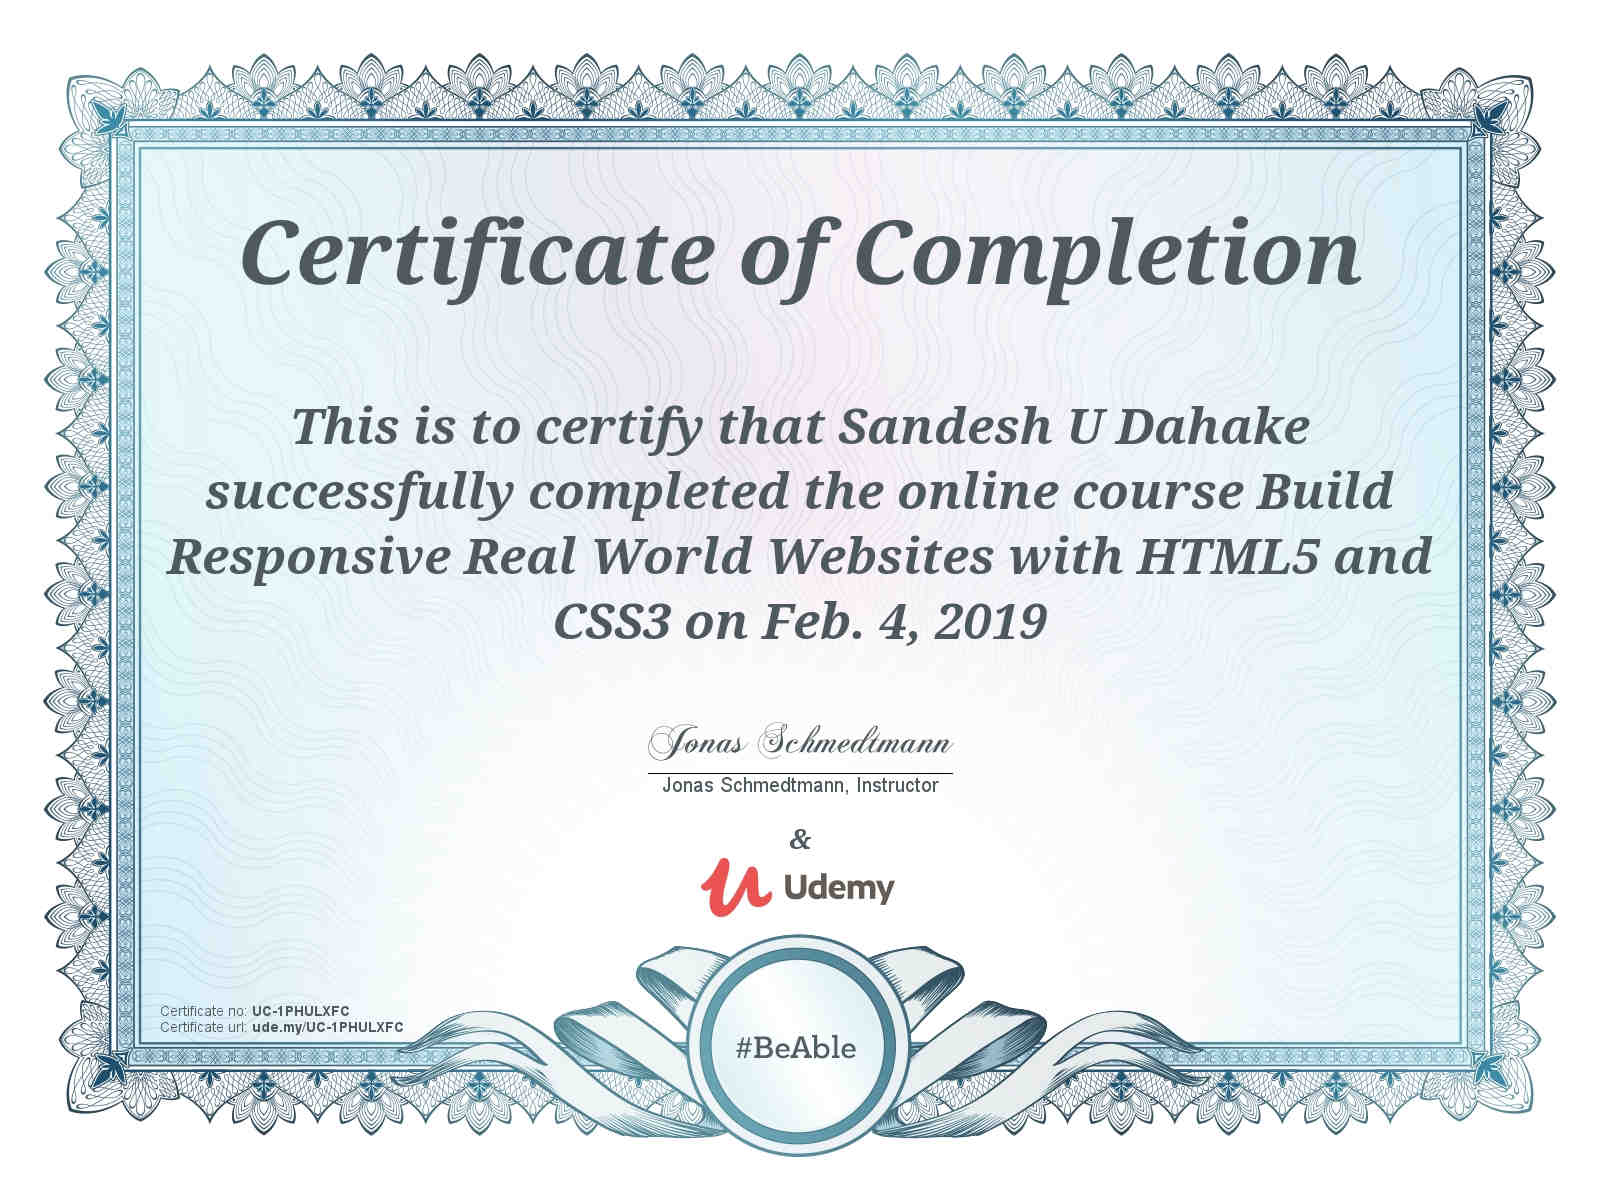 Certificate of Completion
This is to certify that Sandesh U Dahake
successfully completed the online course Build
Responsive Real World Websites with HTML5 and
CSS3 on Feb. 4, 2019
Jonas Schmedtmann
Jonas Schmedtmann, Instructor
&
Udemy
Certificate no: UC-1PHULXFC
Certificate url: ude.my/UC-1PHULXFC
#BeAble